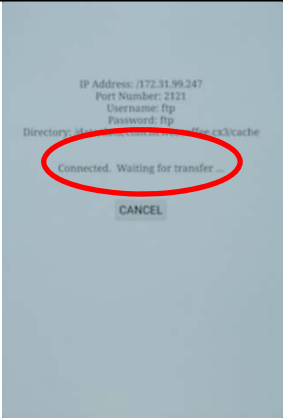 IP Address: /172.31.99.247
Port Number: 2121
Username: ftp
Password: ftp
Directory: /cache
Connected. Waiting for transfer ...
CANCEL